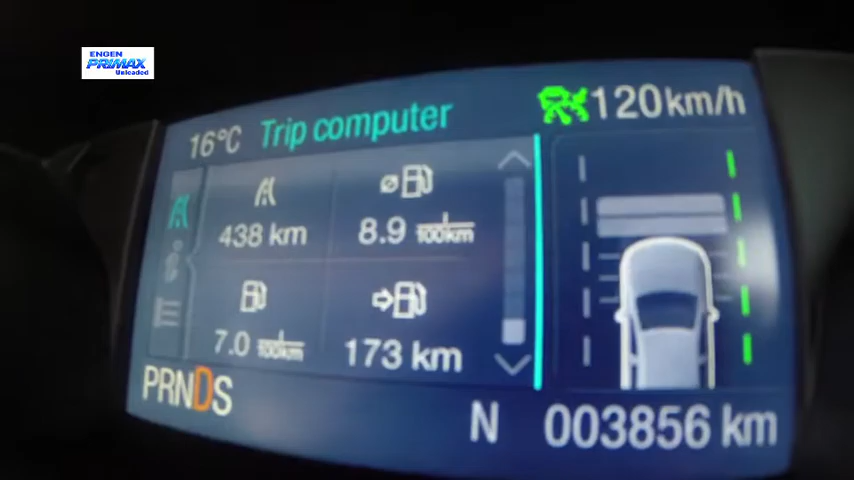 ENGEN
PRIMAX
Unleaded
16°C Trip computer 120km/h
438 km 8.9 l/100km
7.0 l/100km 173 km
PRNDS
N 003856 km